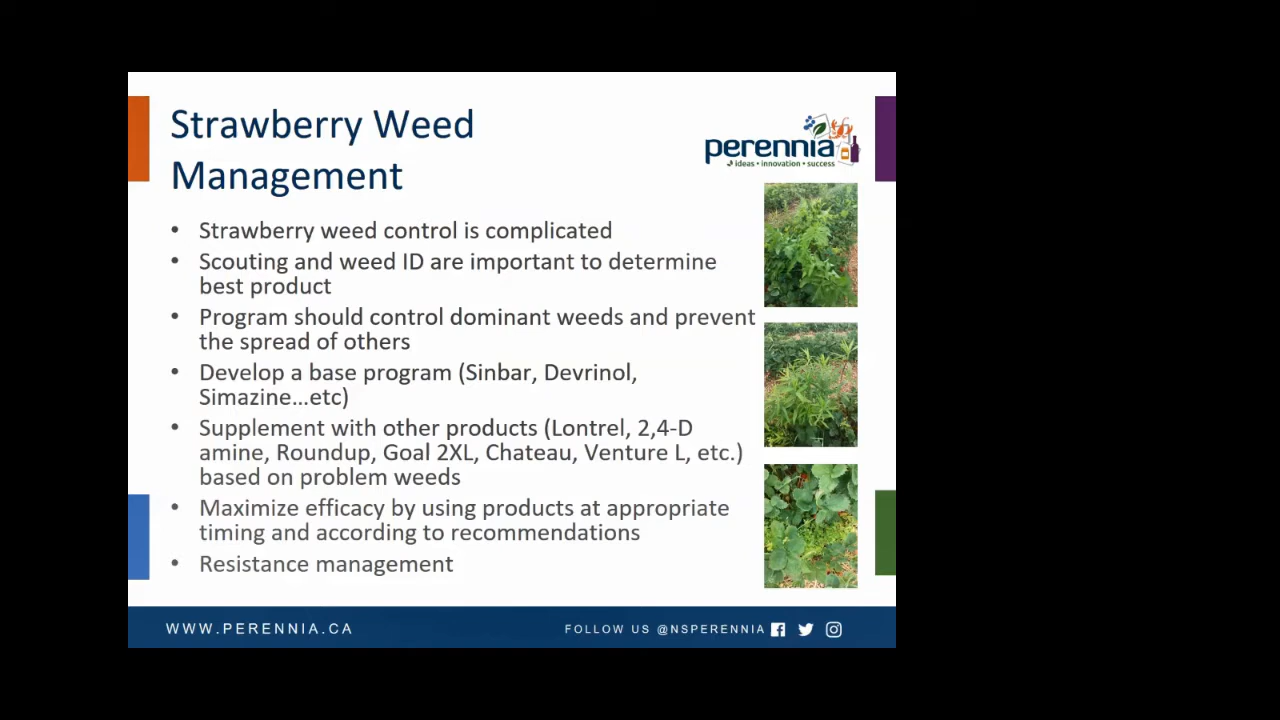 Strawberry Weed
Management
perennia
ideas • innovation • success
• Strawberry weed control is complicated
• Scouting and weed ID are important to determine
best product
• Program should control dominant weeds and prevent
the spread of others
• Develop a base program (Sinbar, Devrinol,
Simazine...etc)
• Supplement with other products (Lontrel, 2,4-D
amine, Roundup, Goal 2XL, Chateau, Venture L, etc.)
based on problem weeds
• Maximize efficacy by using products at appropriate
timing and according to recommendations
• Resistance management
WWW.PERENNIA.CA
FOLLOW US @NSPERENNIA